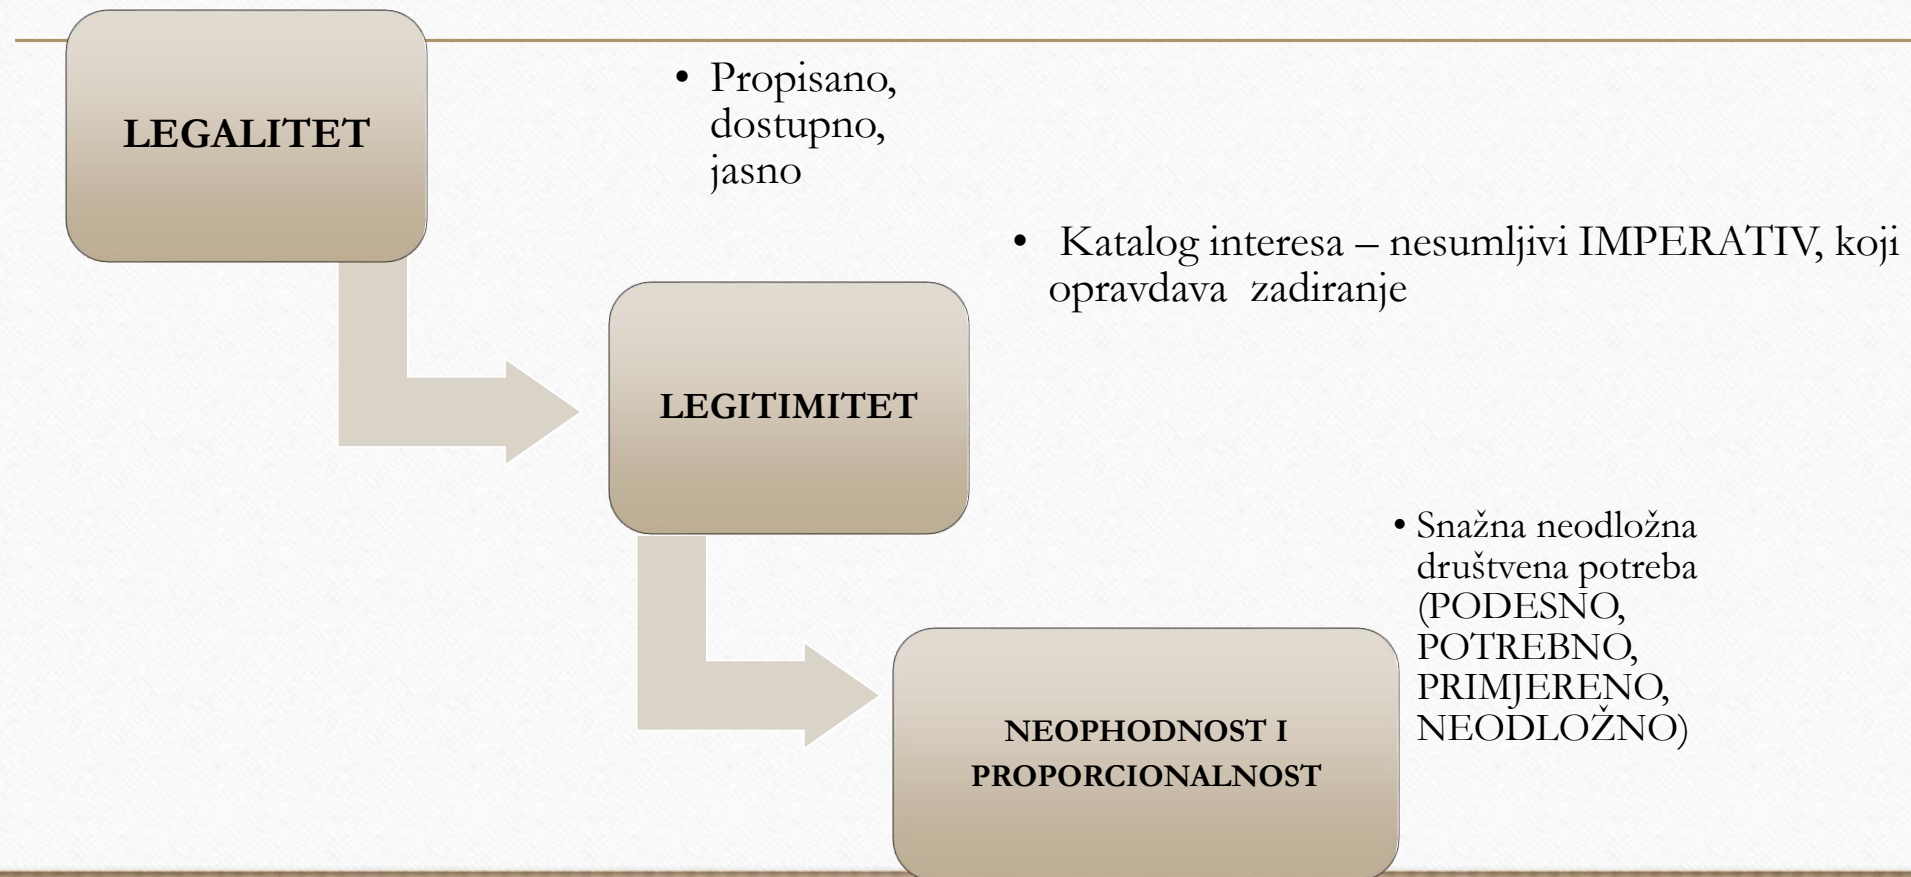 LEGALITET
• Propisano,
dostupno,
jasno
• Katalog interesa – nesumljivi IMPERATIV, koji
opravdava zadiranje
LEGITIMITET
• Snažna neodložna
društvena potreba
(PODESNO,
POTREBNO,
PRIMJERENO,
NEODLOŽNO)
NEOPHODNOST I
PROPORCIONALNOST